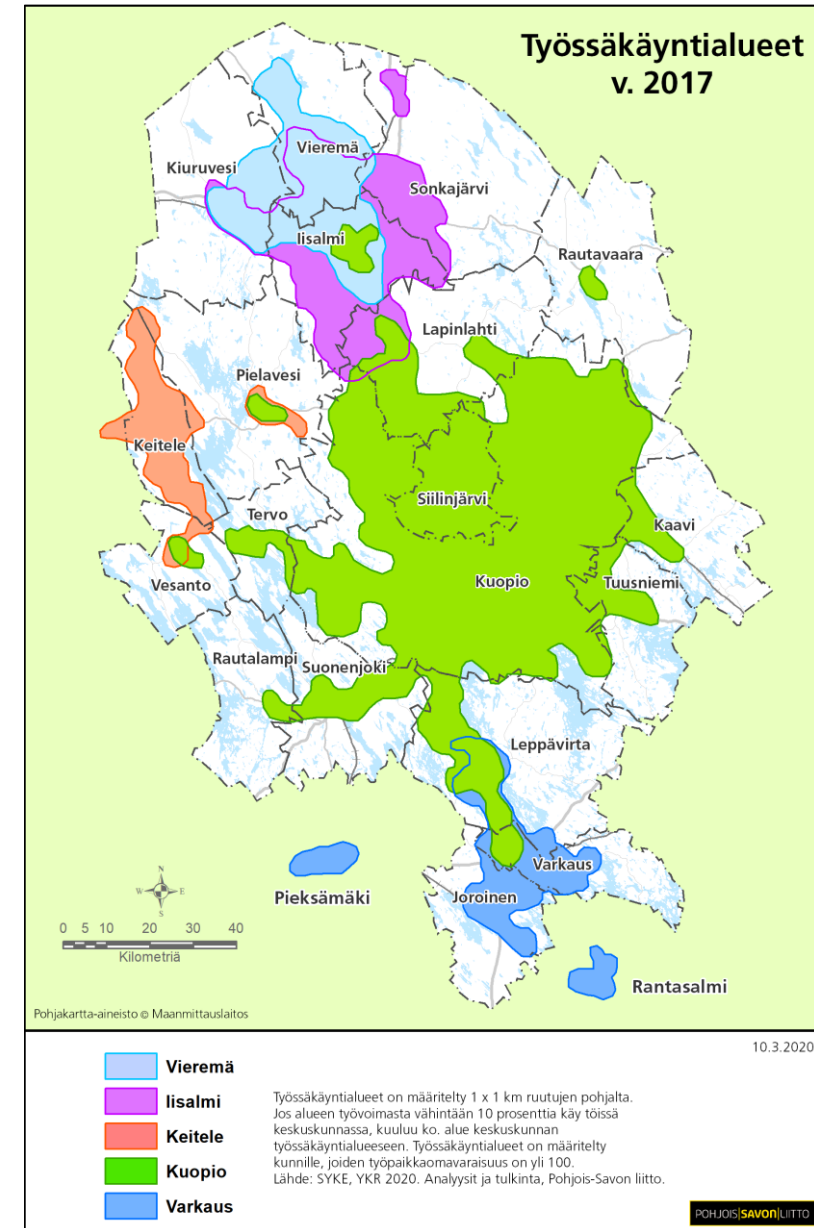 Työssäkäyntialueet
v. 2017
Vieremä
Kiuruvesi
Sonkajärvi
Iisalmi
Rautavaara
Lapinlahti
Pielavesi
Keitele
Siilinjärvi
Tervo
Kaavi
Vesanto
Kuopio
Tuusniemi
Rautalampi
Suonenjoki
Leppävirta
Varkaus
Pieksämäki
Joroinen
Rantasalmi
N
W E
S
0 5 10 20 30 40
Kilometriä
Pohjakartta-aineisto © Maanmittauslaitos
10.3.2020
Vieremä
Iisalmi
Keitele
Kuopio
Varkaus
Työssäkäyntialueet on määritelty 1 x 1 km ruutujen pohjalta.
Jos alueen työvoimasta vähintään 10 prosenttia käy töissä
keskuskunnassa, kuuluu ko. alue keskuskunnan
työssäkäyntialueeseen. Työssäkäyntialueet on määritelty
kunnille, joiden työpaikkaomavaraisuus on yli 100.
Lähde: SYKE, YKR 2020. Analyysit ja tulkinta, Pohjois-Savon liitto.
POHJOIS|SAVON|LIITTO